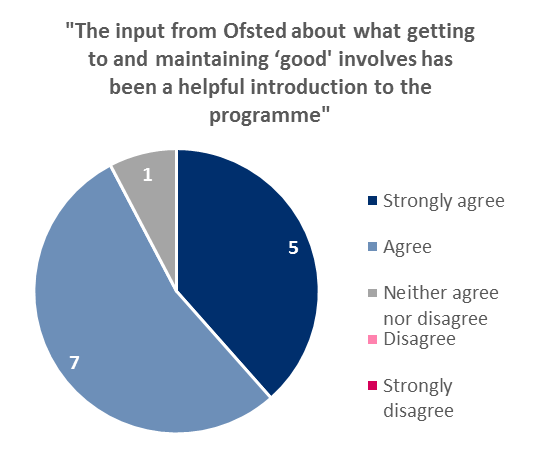 "The input from Ofsted about what getting
to and maintaining ‘good' involves has
been a helpful introduction to the
programme"
1
5
7
Strongly agree
Agree
Neither agree
nor disagree
Disagree
Strongly
disagree